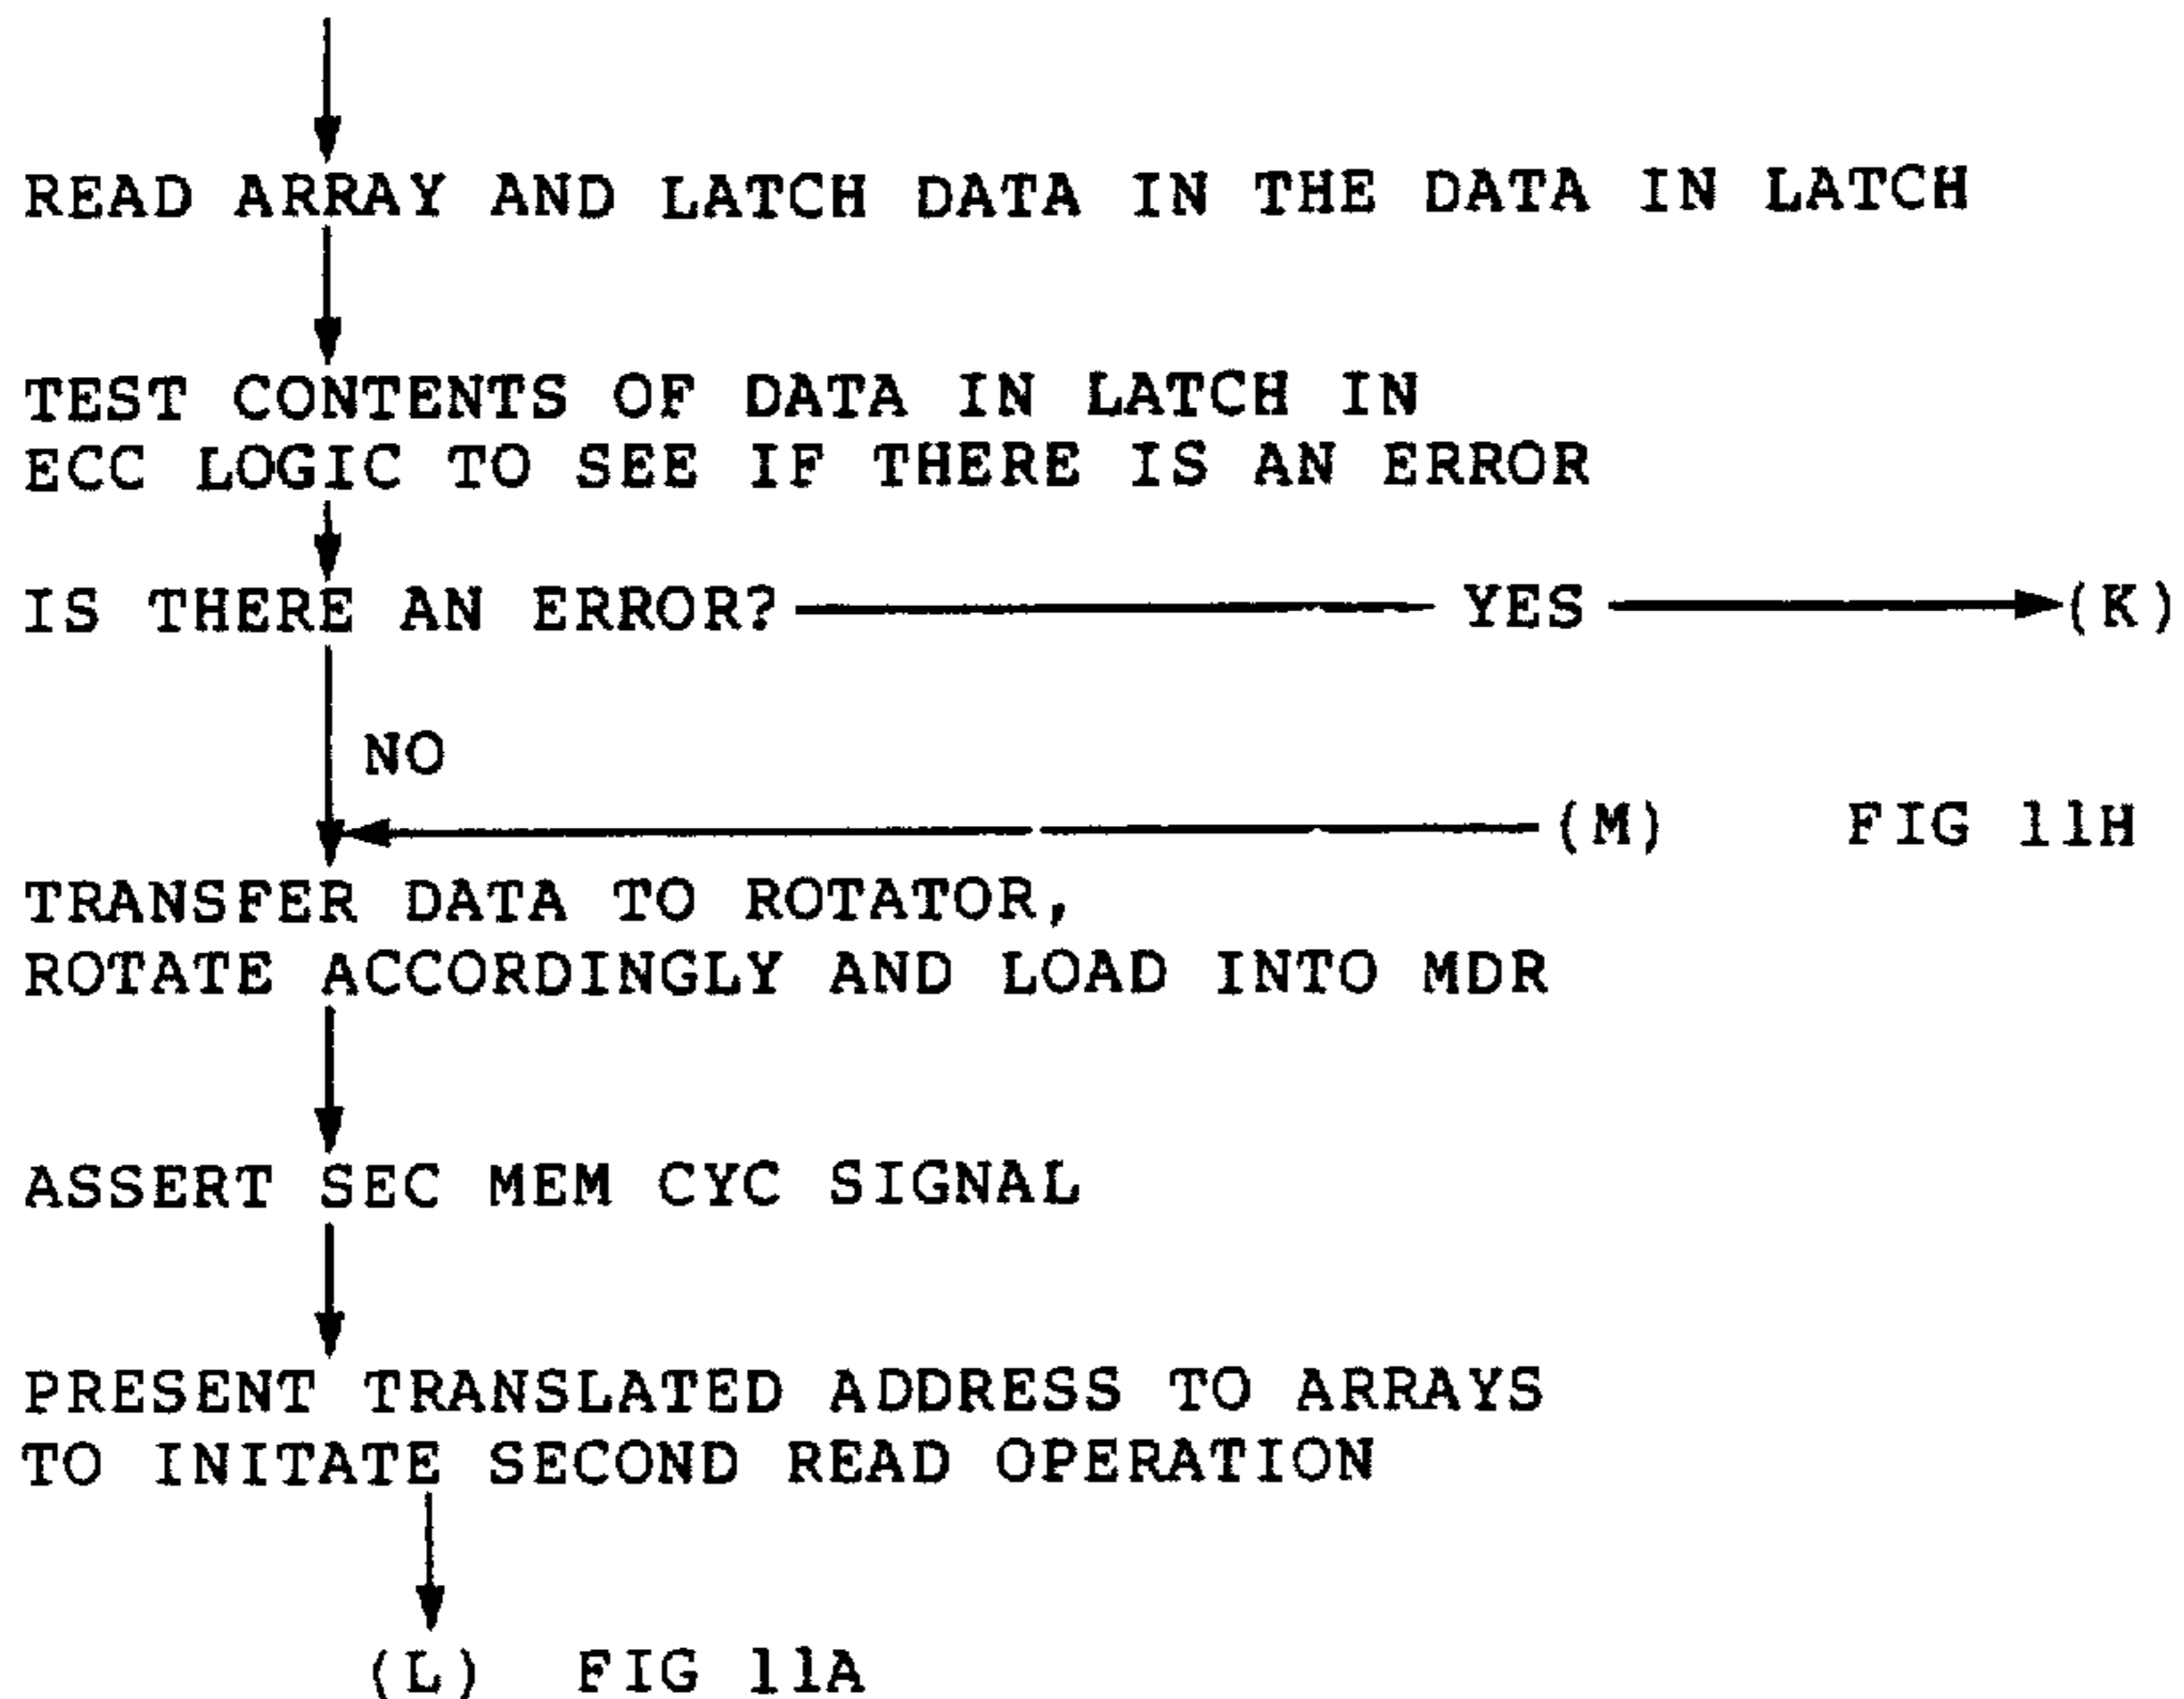 READ ARRAY AND LATCH DATA IN THE DATA IN LATCH
TEST CONTENTS OF DATA IN LATCH IN
ECC LOGIC TO SEE IF THERE IS AN ERROR
IS THERE AN ERROR? YES (K)
NO
(M) FIG 11H
TRANSFER DATA TO ROTATOR,
ROTATE ACCORDINGLY AND LOAD INTO MDR
ASSERT SEC MEM CYC SIGNAL
PRESENT TRANSLATED ADDRESS TO ARRAYS
TO INITATE SECOND READ OPERATION
(L) FIG 11A